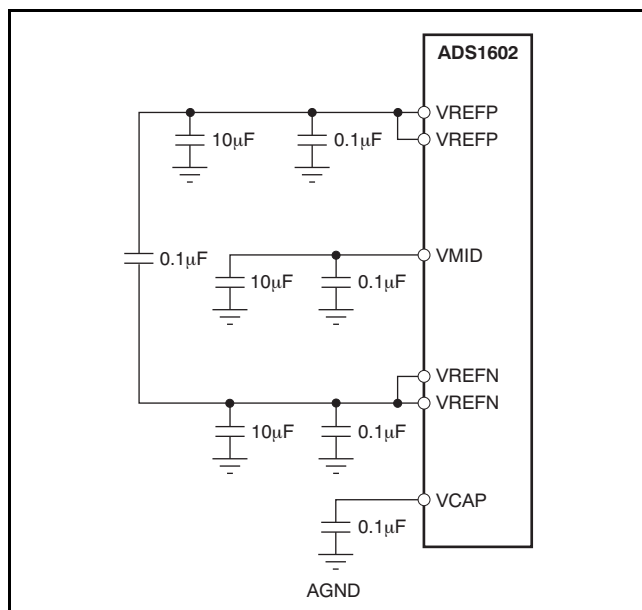 ADS1602
VREFP
10μF 0.1μF VREFP
0.1μF VMID
10μF 0.1μF
VREFN
VREFN
10μF 0.1μF
VCAP
0.1μF
AGND